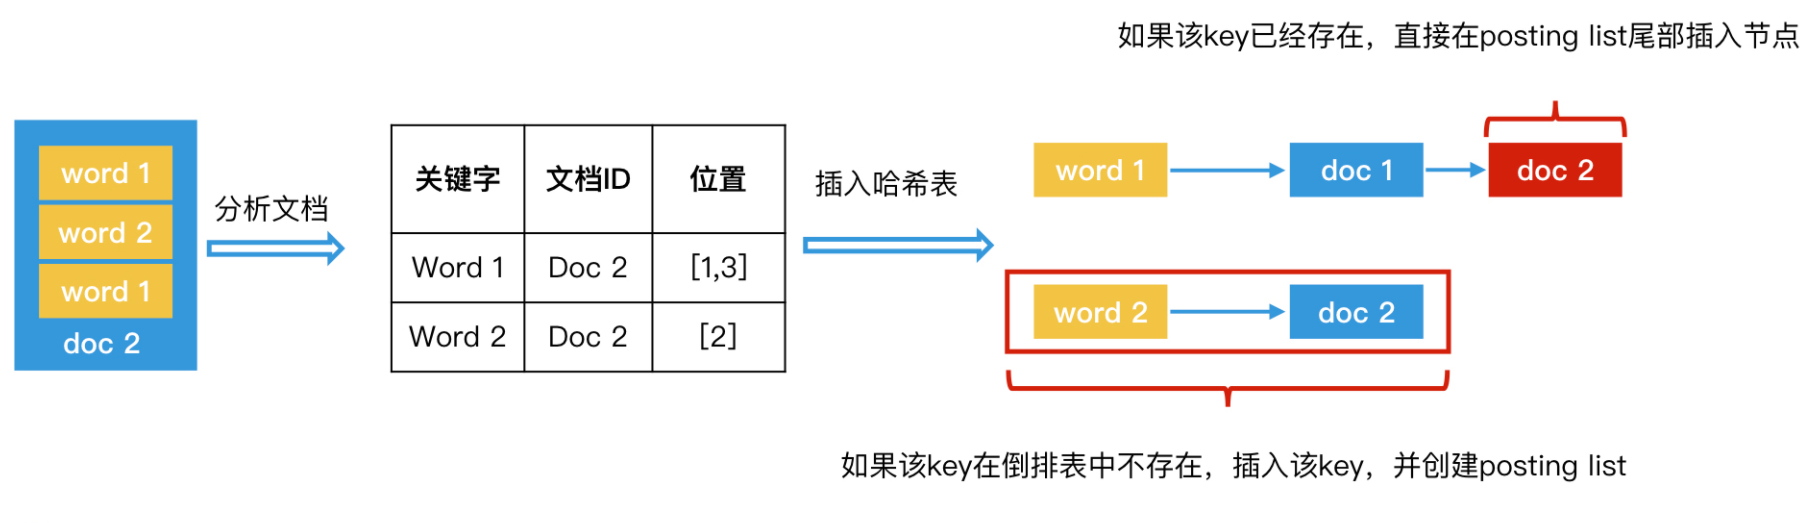 如果该key已经存在，直接在posting list尾部插入节点
word 1
word 2
word 1
doc 2
分析文档
关键字 文档ID 位置
Word 1 Doc 2 [1,3]
Word 2 Doc 2 [2]
插入哈希表
word 1 doc 1 doc 2
word 2 doc 2
如果该key在倒排表中不存在，插入该key，并创建posting list